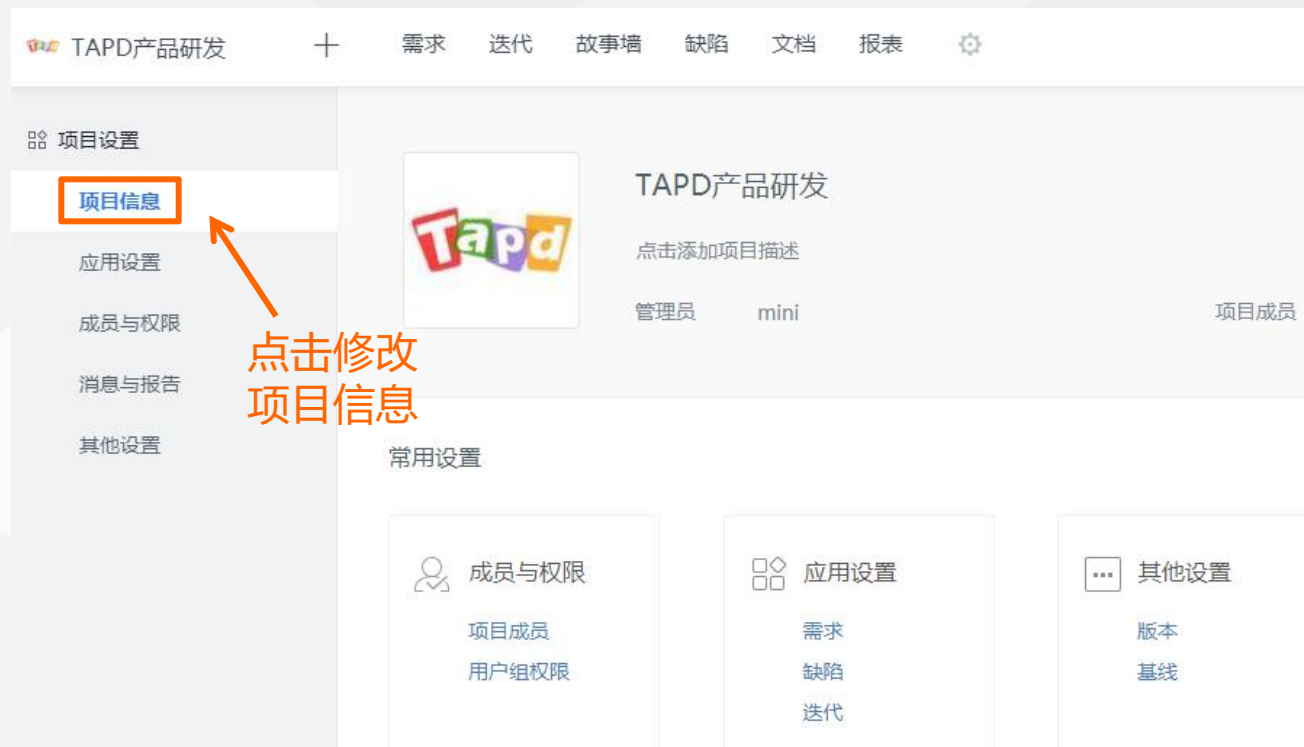 TAPD产品研发 需求 迭代 故事墙 缺陷 文档 报表
项目设置
项目信息
应用设置
成员与权限
消息与报告
其他设置
点击修改
项目信息
Tapd
TAPD产品研发
点击添加项目描述
管理员 mini 项目成员
常用设置
成员与权限
项目成员
用户组权限
应用设置
需求
缺陷
迭代
其他设置
版本
基线